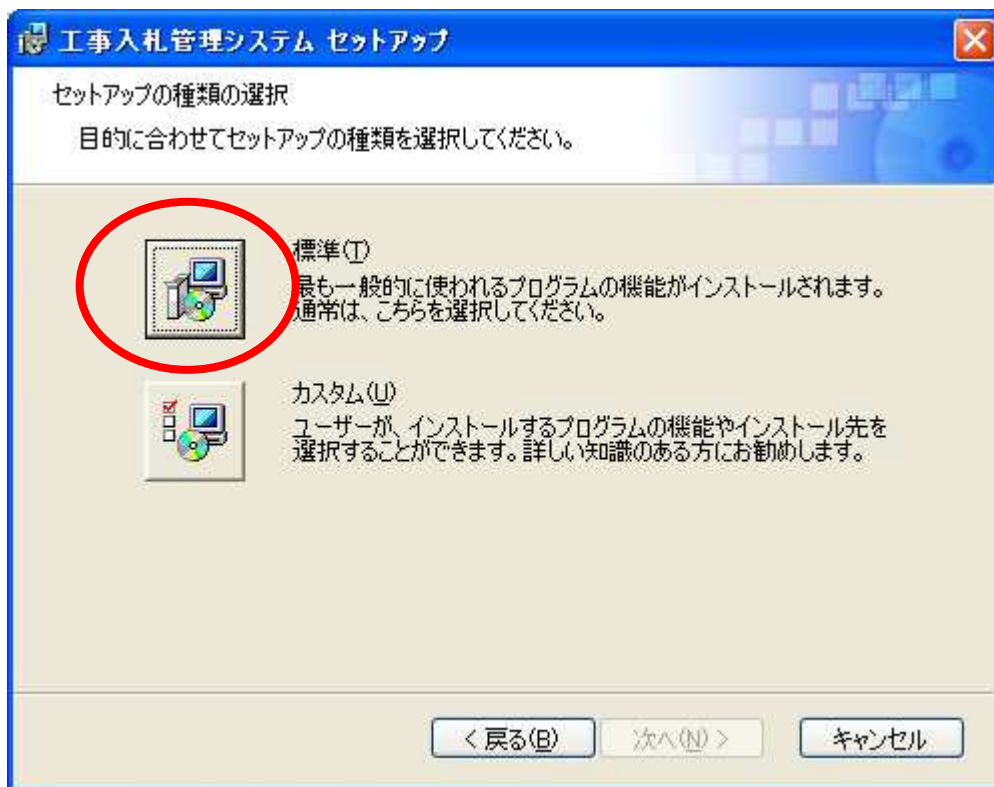 工事入札管理システム セットアップ
セットアップの種類の選択
目的に合わせてセットアップの種類を選択してください。
標準(T)
最も一般的に使われるプログラムの機能がインストールされます。
通常は、こちらを選択してください。
カスタム(U)
ユーザーが、インストールするプログラムの機能やインストール先を
選択することができます。詳しい知識のある方にお勧めします。
< 戻る(B) 次へ(N) > キャンセル